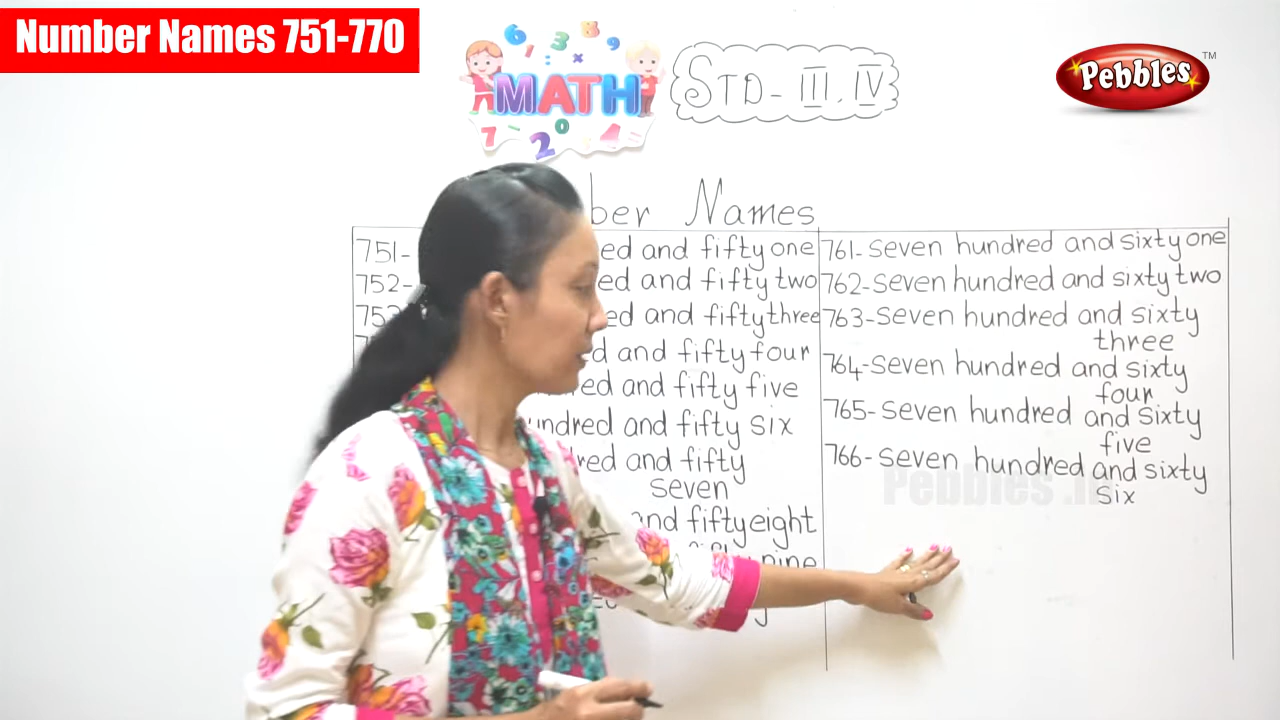 Number Names 751-770
MATH
STD- III, IV
Pebbles TM
ber Names
751- ed and fifty one
752- ed and fifty two
ed and fifty three
d and fifty four
ed and fifty five
undred and fifty six
red and fifty
seven
and fifty eight
nine
761- Seven hundred and sixty one
762- Seven hundred and sixty two
763- Seven hundred and sixty
three
764- Seven hundred and sixty
four
765- Seven hundred and sixty
five
766- Seven hundred and sixty
six
Pebbles